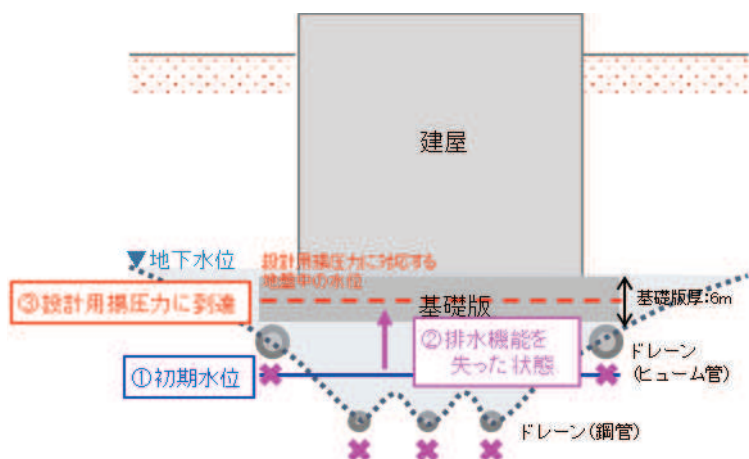 建屋
▼地下水位
設計用揚圧力に対応する
地盤中の水位
③設計用揚圧力に到達
基礎版
基礎版厚:6m
②排水機能を
失った状態
ドレーン
(ヒューム管)
①初期水位
ドレーン(鋼管)